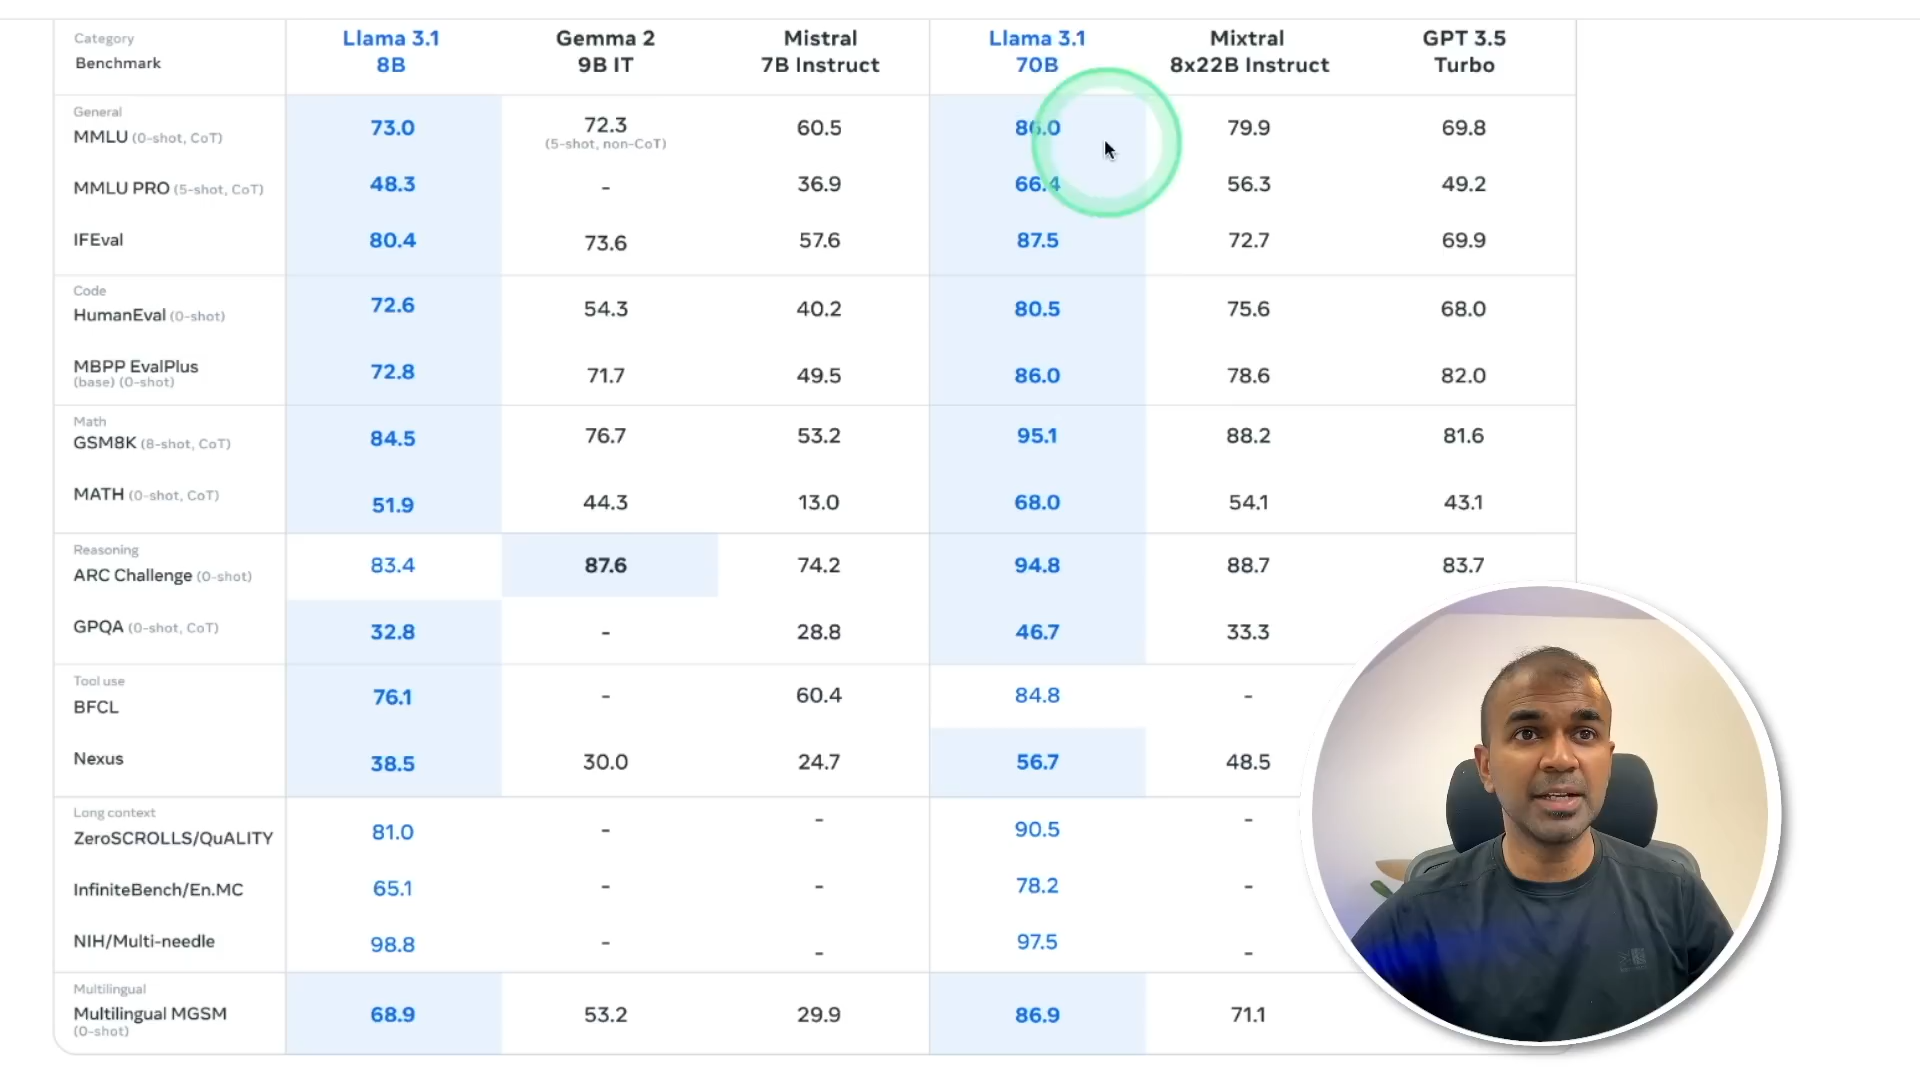 Category
Benchmark
Llama 3.1
8B
Gemma 2
9B IT
Mistral
7B Instruct
Llama 3.1
70B
Mixtral
8x22B Instruct
GPT 3.5
Turbo
General
MMLU (0-shot, CoT) 73.0 72.3 60.5 86.0 79.9 69.8
(5-shot, non-CoT)
MMLU PRO (5-shot, CoT) 48.3 - 36.9 66.4 56.3 49.2
IFEval 80.4 73.6 57.6 87.5 72.7 69.9
Code
HumanEval (0-shot) 72.6 54.3 40.2 80.5 75.6 68.0
MBPP EvalPlus 72.8 71.7 49.5 86.0 78.6 82.0
(base) (0-shot)
Math
GSM8K (8-shot, CoT) 84.5 76.7 53.2 95.1 88.2 81.6
MATH (0-shot, CoT) 51.9 44.3 13.0 68.0 54.1 43.1
Reasoning
ARC Challenge (0-shot) 83.4 87.6 74.2 94.8 88.7 83.7
GPQA (0-shot, CoT) 32.8 - 28.8 46.7 33.3
Tool use
BFCL 76.1 - 60.4 84.8 -
Nexus 38.5 30.0 24.7 56.7 48.5
Long context
ZeroSCROLLS/QuALITY 81.0 - - 90.5 -
InfiniteBench/En.MC 65.1 - - 78.2 -
NIH/Multi-needle 98.8 - - 97.5 -
Multilingual
Multilingual MGSM 68.9 53.2 29.9 86.9 71.1
(0-shot)